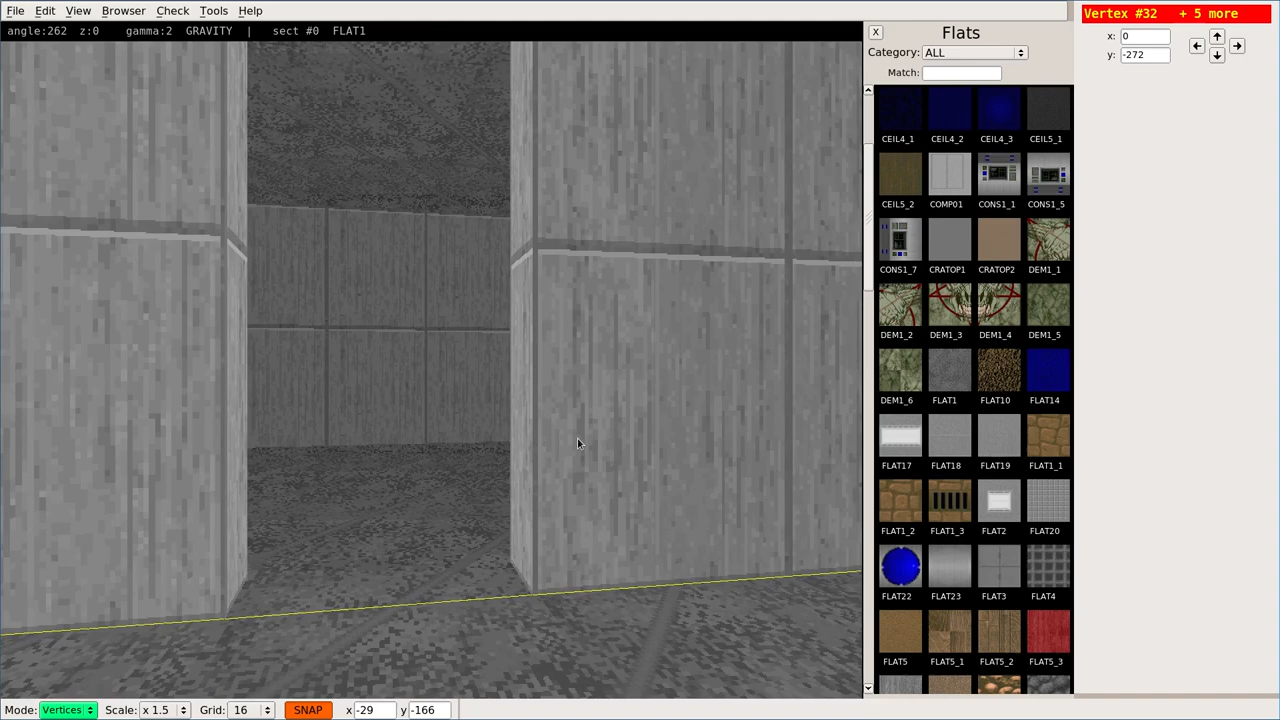 File Edit View Browser Check Tools Help
angle:262 z:0 gamma:2 GRAVITY | sect #0 FLAT1
X Flats
Category: ALL
Match:
CEIL4_1 CEIL4_2 CEIL4_3 CEIL5_1
CEIL5_2 COMP01 CONS1_1 CONS1_5
CONS1_7 CRATOP1 CRATOP2 DEM1_1
DEM1_2 DEM1_3 DEM1_4 DEM1_5
DEM1_6 FLAT1 FLAT10 FLAT14
FLAT17 FLAT18 FLAT19 FLAT1_1
FLAT1_2 FLAT1_3 FLAT2 FLAT20
FLAT22 FLAT23 FLAT3 FLAT4
FLAT5 FLAT5_1 FLAT5_2 FLAT5_3
Vertex #32 + 5 more
x: 0
y: -272
Mode: Vertices Scale: x 1.5 Grid: 16 SNAP x -29 y -166